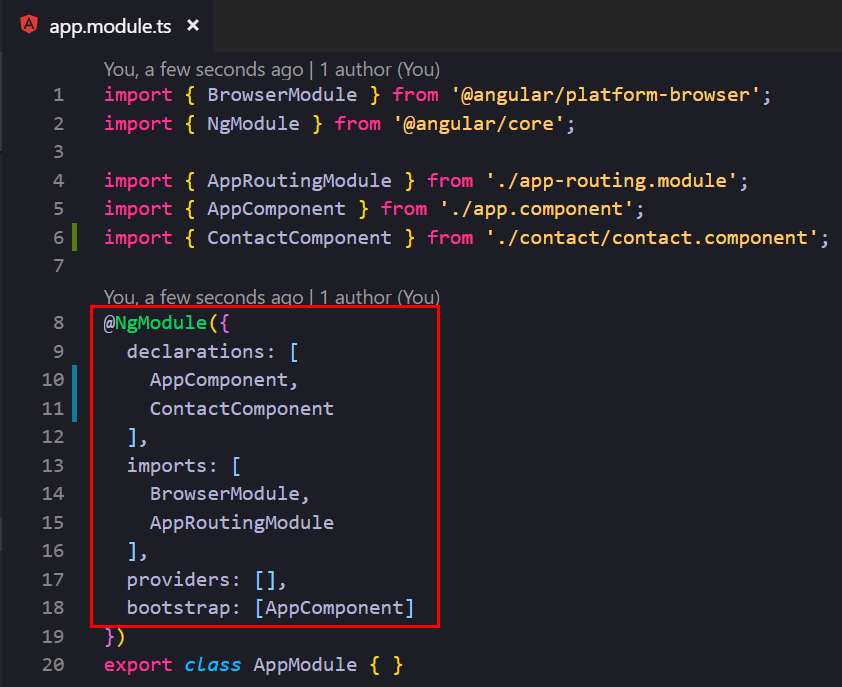 app.module.ts ×
You, a few seconds ago | 1 author (You)
1 import { BrowserModule } from '@angular/platform-browser';
2 import { NgModule } from '@angular/core';
3
4 import { AppRoutingModule } from './app-routing.module';
5 import { AppComponent } from './app.component';
6 import { ContactComponent } from './contact/contact.component';
7
You, a few seconds ago | 1 author (You)
8 @NgModule({
9   declarations: [
10     AppComponent,
11     ContactComponent
12   ],
13   imports: [
14     BrowserModule,
15     AppRoutingModule
16   ],
17   providers: [],
18   bootstrap: [AppComponent]
19 })
20 export class AppModule { }